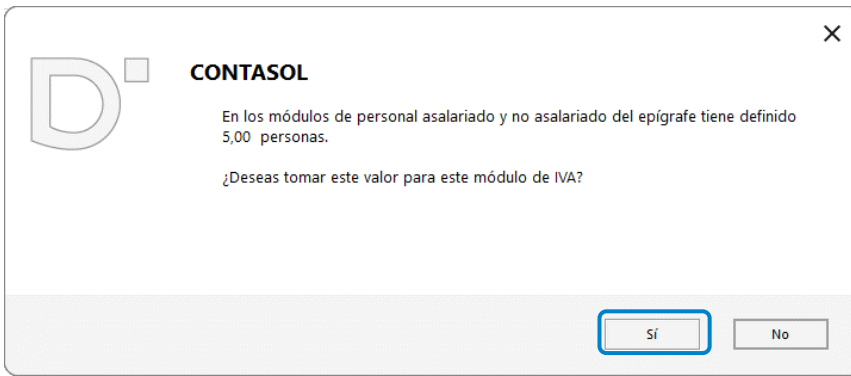 CONTASOL
En los módulos de personal asalariado y no asalariado del epígrafe tiene definido
5,00  personas.
¿Deseas tomar este valor para este módulo de IVA?
Sí
No